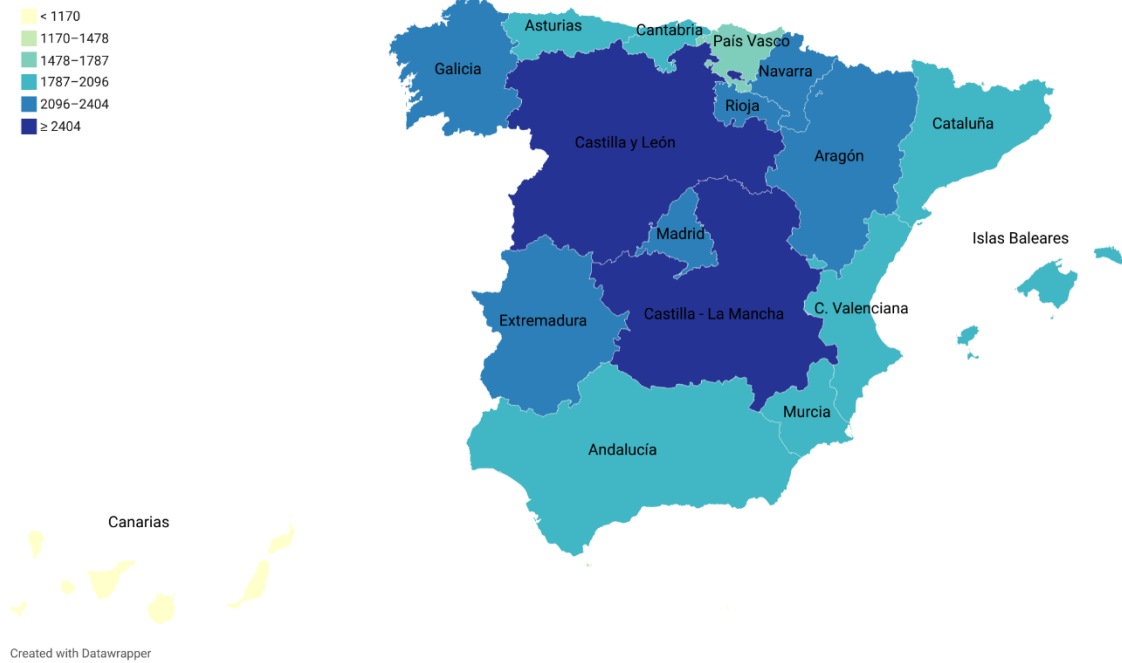 < 1170
1170–1478
1478–1787
1787–2096
2096–2404
≥ 2404
Asturias
Cantabria
País Vasco
Galicia
Navarra
Rioja
Cataluña
Castilla y León
Aragón
Madrid
Islas Baleares
C. Valenciana
Castilla - La Mancha
Extremadura
Murcia
Andalucía
Canarias
Created with Datawrapper